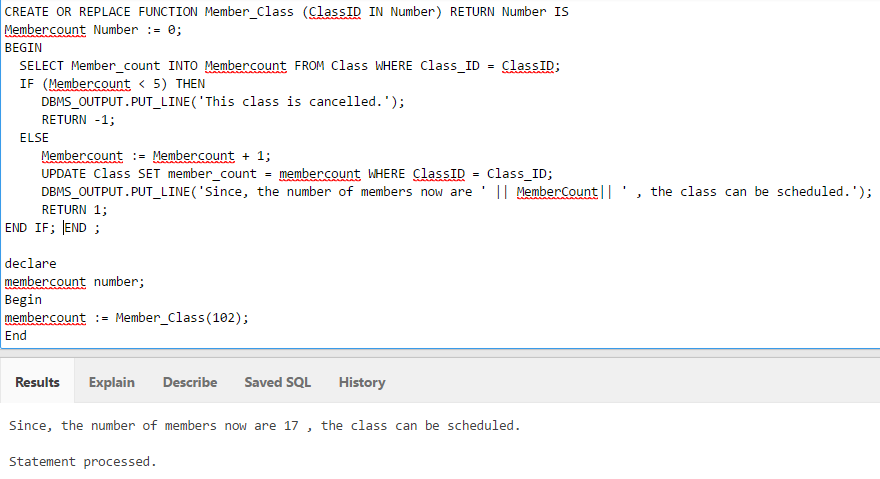 CREATE OR REPLACE FUNCTION Member_Class (ClassID IN Number) RETURN Number IS
Membercount Number := 0;
BEGIN
  SELECT Member_count INTO Membercount FROM Class WHERE Class_ID = ClassID;
  IF (Membercount < 5) THEN
     DBMS_OUTPUT.PUT_LINE('This class is cancelled.');
     RETURN -1;
  ELSE
     Membercount := Membercount + 1;
     UPDATE Class SET member_count = membercount WHERE ClassID = Class_ID;
     DBMS_OUTPUT.PUT_LINE('Since, the number of members now are ' || MemberCount|| ' , the class can be scheduled.');
     RETURN 1;
END IF; END ;

declare
membercount number;
Begin
membercount := Member_Class(102);
End
Results Explain Describe Saved SQL History
Since, the number of members now are 17 , the class can be scheduled.
Statement processed.